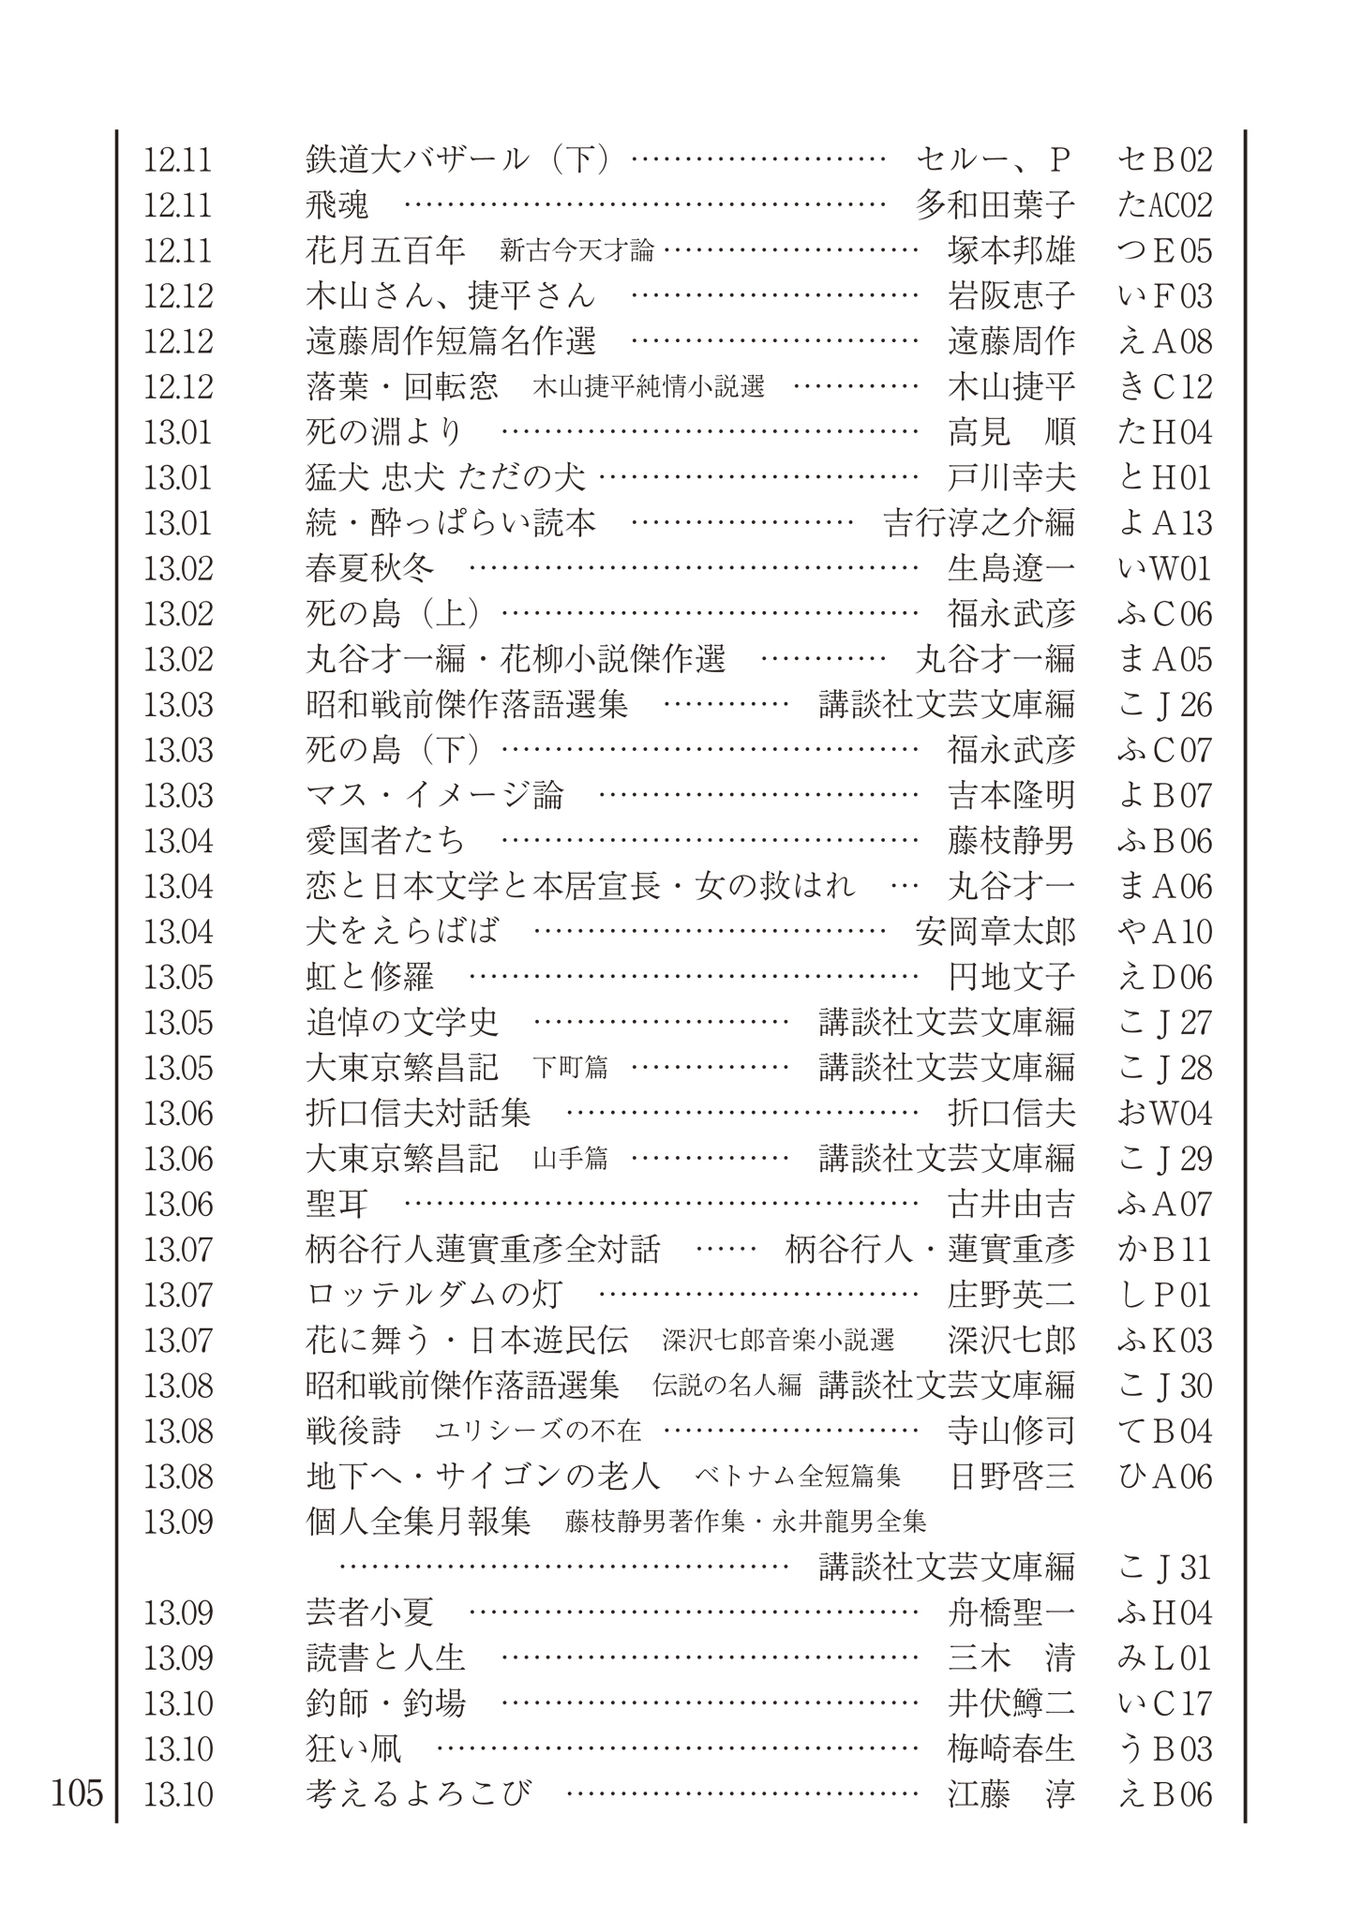 12.11 鉄道大バザール（下）……………………… セルー、P セB02
12.11 飛魂 ……………………………………… 多和田葉子 たAC02
12.11 花月五百年 新古今天才論…………………… 塚本邦雄 つE05
12.12 木山さん、捷平さん ……………………… 岩阪恵子 いF03
12.12 遠藤周作短篇名作選 ……………………… 遠藤周作 えA08
12.12 落葉・回転窓 木山捷平純情小説選 ………… 木山捷平 きC12
13.01 死の淵より ………………………………… 高見 順 たH04
13.01 猛犬 忠犬 ただの犬………………………… 戸川幸夫 とH01
13.01 続・酔っぱらい読本 ………………… 吉行淳之介編 よA13
13.02 春夏秋冬 …………………………………… 生島遼一 いW01
13.02 死の島（上）………………………………… 福永武彦 ふC06
13.02 丸谷才一編・花柳小説傑作選 ………… 丸谷才一編 まA05
13.03 昭和戦前傑作落語選集 ………… 講談社文芸文庫編 こJ26
13.03 死の島（下）………………………………… 福永武彦 ふC07
13.03 マス・イメージ論 ………………………… 吉本隆明 よB07
13.04 愛国者たち ………………………………… 藤枝静男 ふB06
13.04 恋と日本文学と本居宣長・女の救はれ … 丸谷才一 まA06
13.04 犬をえらばば …………………………… 安岡章太郎 やA10
13.05 虹と修羅 …………………………………… 円地文子 えD06
13.05 追悼の文学史 …………………… 講談社文芸文庫編 こJ27
13.05 大東京繁昌記 下町篇 …………… 講談社文芸文庫編 こJ28
13.06 折口信夫対話集 …………………………… 折口信夫 おW04
13.06 大東京繁昌記 山手篇 …………… 講談社文芸文庫編 こJ29
13.06 聖耳 ………………………………………… 古井由吉 ふA07
13.07 柄谷行人蓮實重彥全対話 …… 柄谷行人・蓮實重彥 かB11
13.07 ロッテルダムの灯 ………………………… 庄野英二 しP01
13.07 花に舞う・日本遊民伝 深沢七郎音楽小説選 深沢七郎 ふK03
13.08 昭和戦前傑作落語選集 伝説の名人編 講談社文芸文庫編 こJ30
13.08 戦後詩 ユリシーズの不在 …………………… 寺山修司 てB04
13.08 地下へ・サイゴンの老人 ベトナム全短篇集 日野啓三 ひA06
13.09 個人全集月報集 藤枝静男著作集・永井龍男全集
…………………………………… 講談社文芸文庫編 こJ31
13.09 芸者小夏 …………………………………… 舟橋聖一 ふH04
13.09 読書と人生 ………………………………… 三木 清 みL01
13.10 釣師・釣場 ………………………………… 井伏鱒二 いC17
13.10 狂い凧 ……………………………………… 梅崎春生 うB03
13.10 考えるよろこび …………………………… 江藤 淳 えB06
105